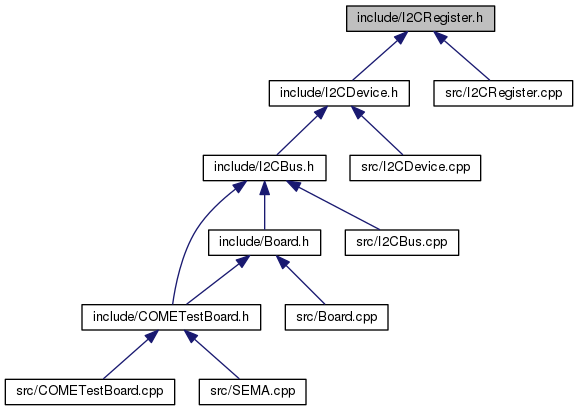 include/I2CRegister.h
include/I2CDevice.h
src/I2CRegister.cpp
include/I2CBus.h
src/I2CDevice.cpp
include/Board.h
src/I2CBus.cpp
include/COMETestBoard.h
src/Board.cpp
src/COMETestBoard.cpp
src/SEMA.cpp